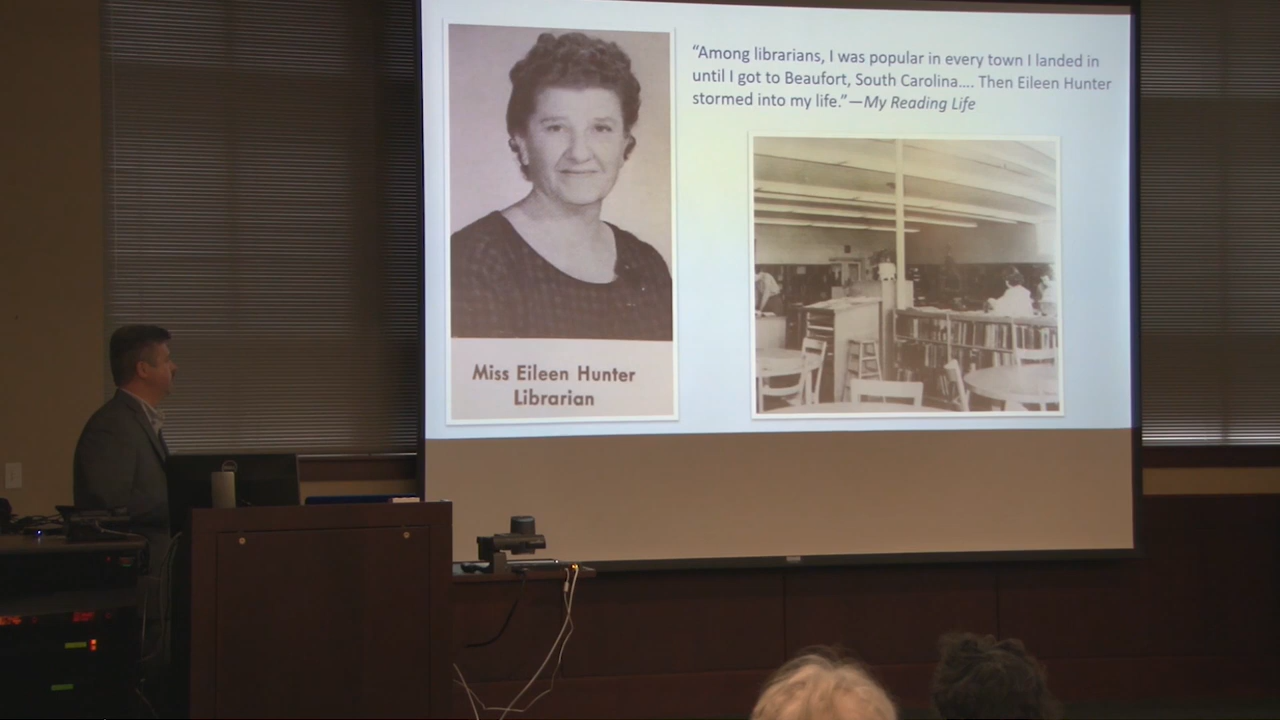 “Among librarians, I was popular in every town I landed in
until I got to Beaufort, South Carolina…. Then Eileen Hunter
stormed into my life.”—My Reading Life
Miss Eileen Hunter
Librarian